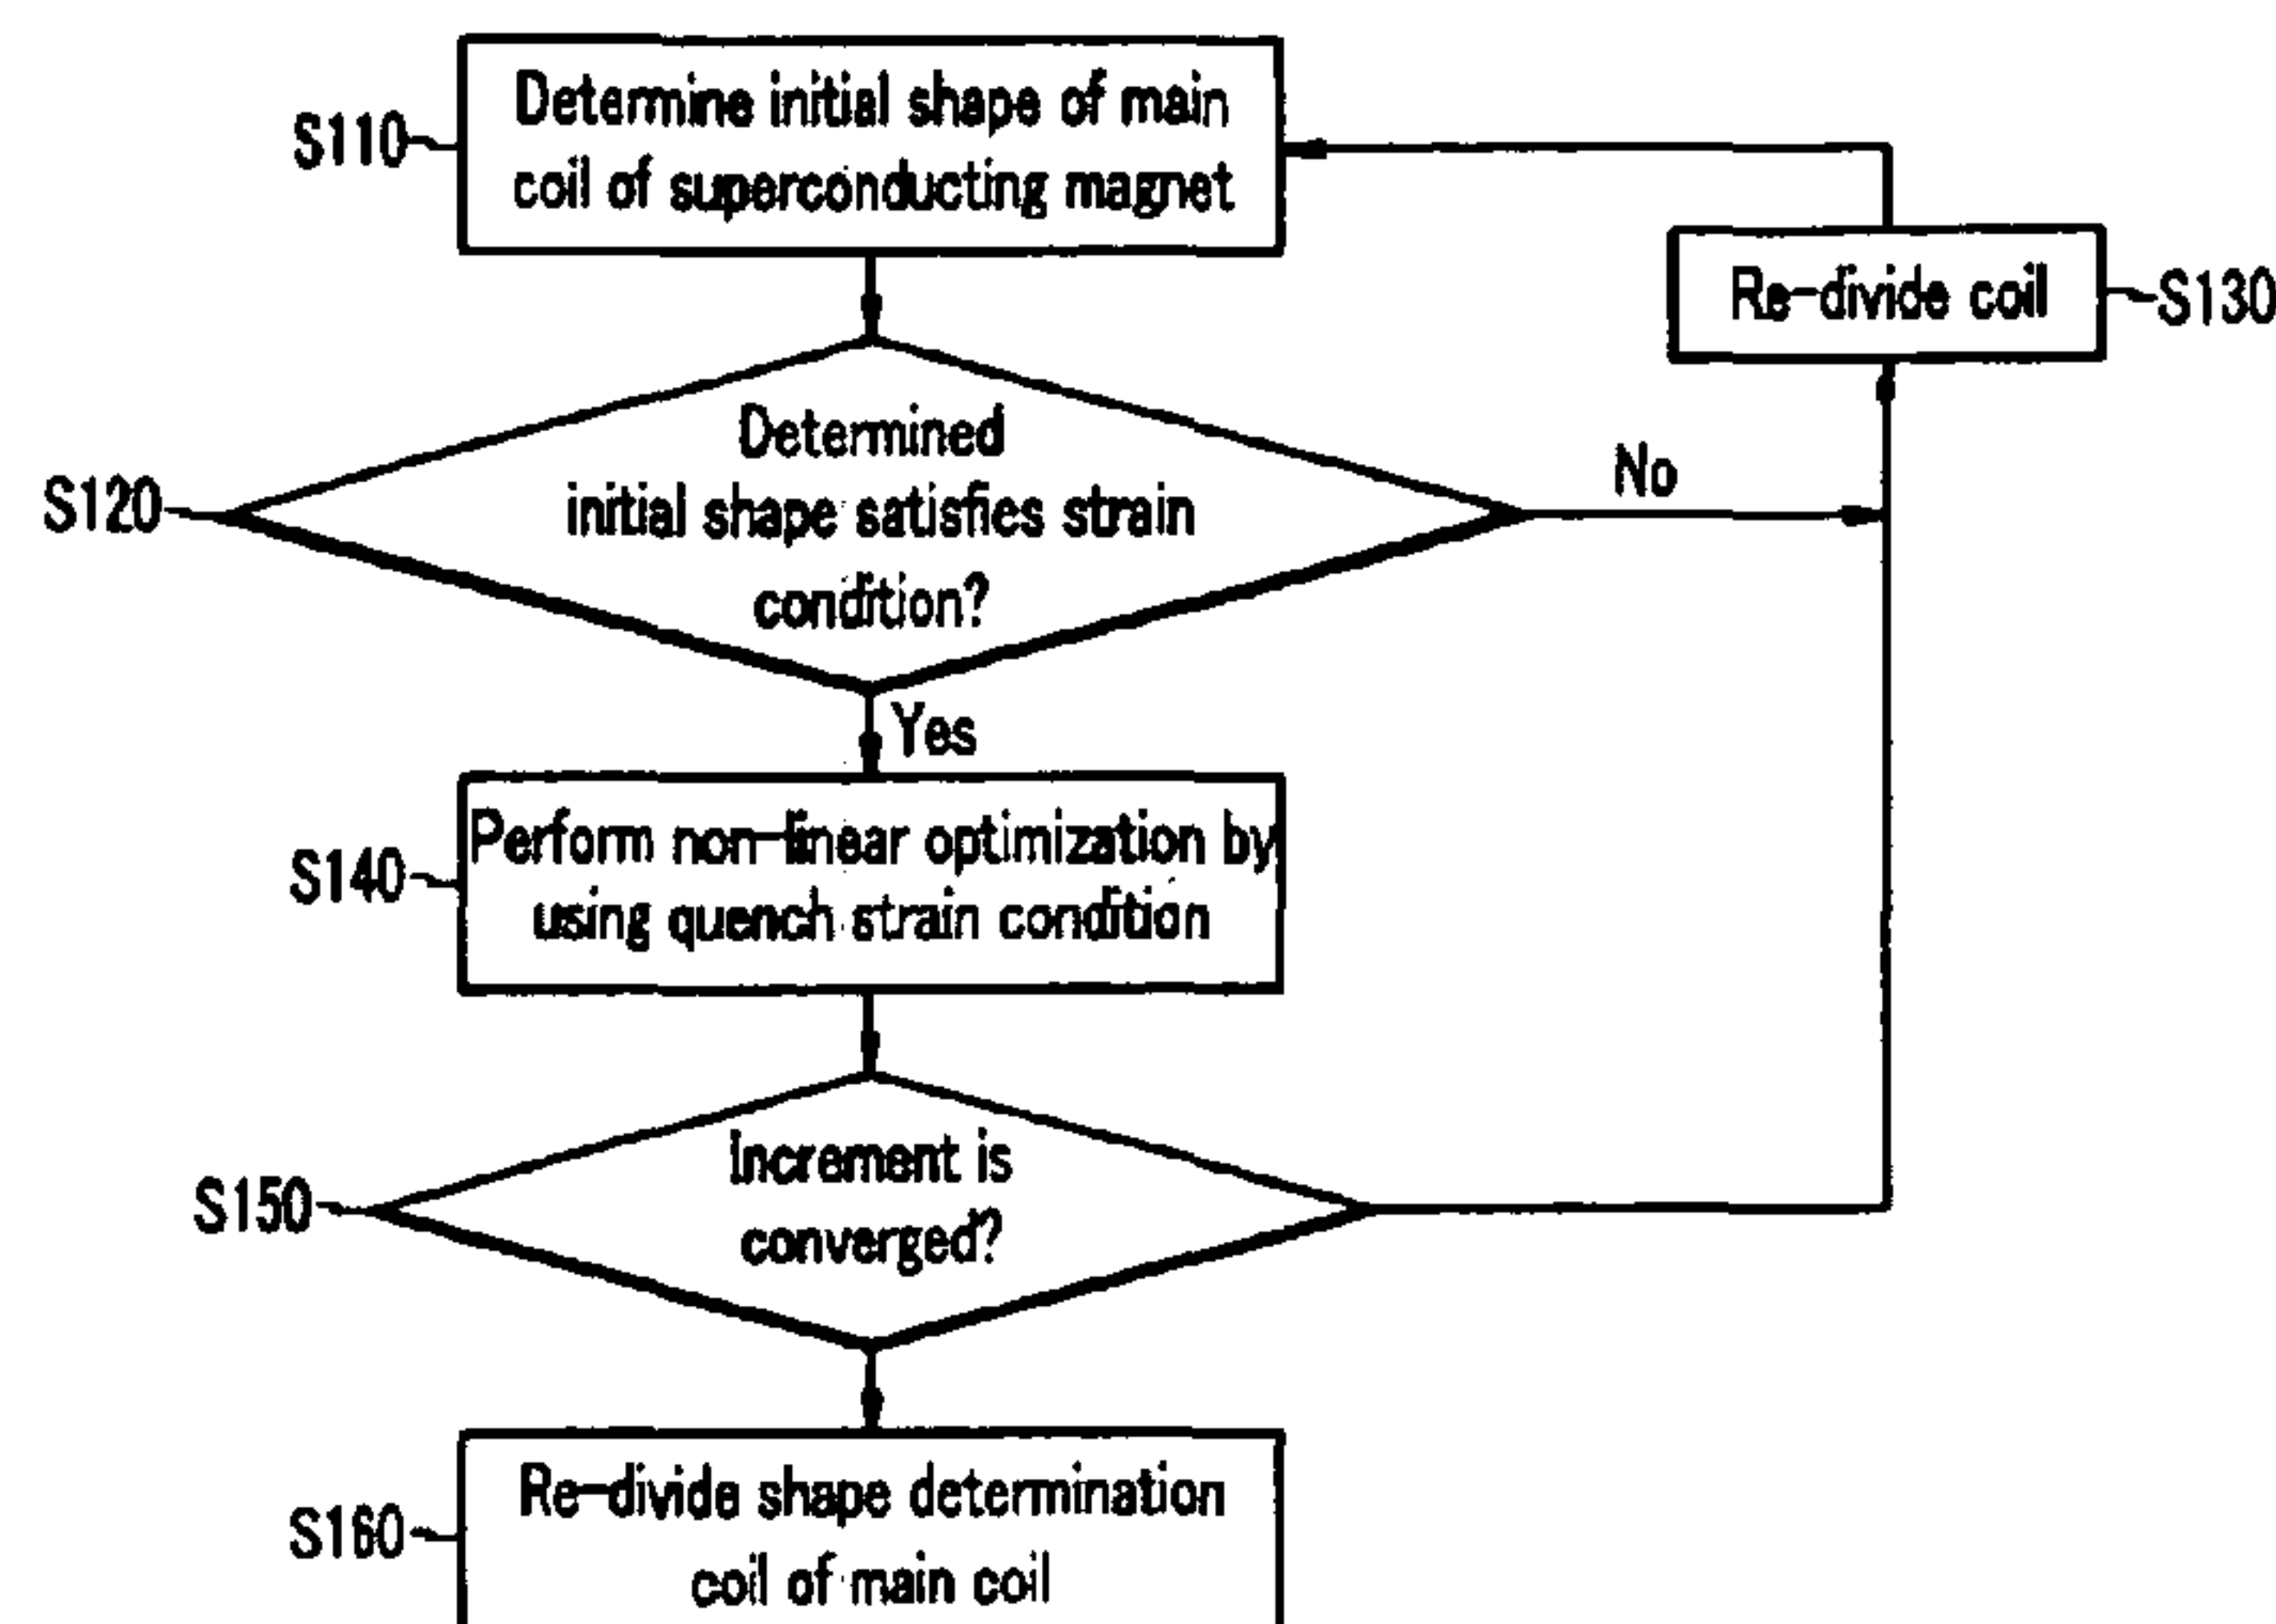 S110
Determine initial shape of main
coil of superconducting magnet
Re-divide coil
S130
S120
Determined
initial shape satisfies strain
condition?
No
Yes
S140
Perform non-linear optimization by
using quench strain condition
S150
Increment is
converged?
S160
Re-divide shape determination
coil of main coil